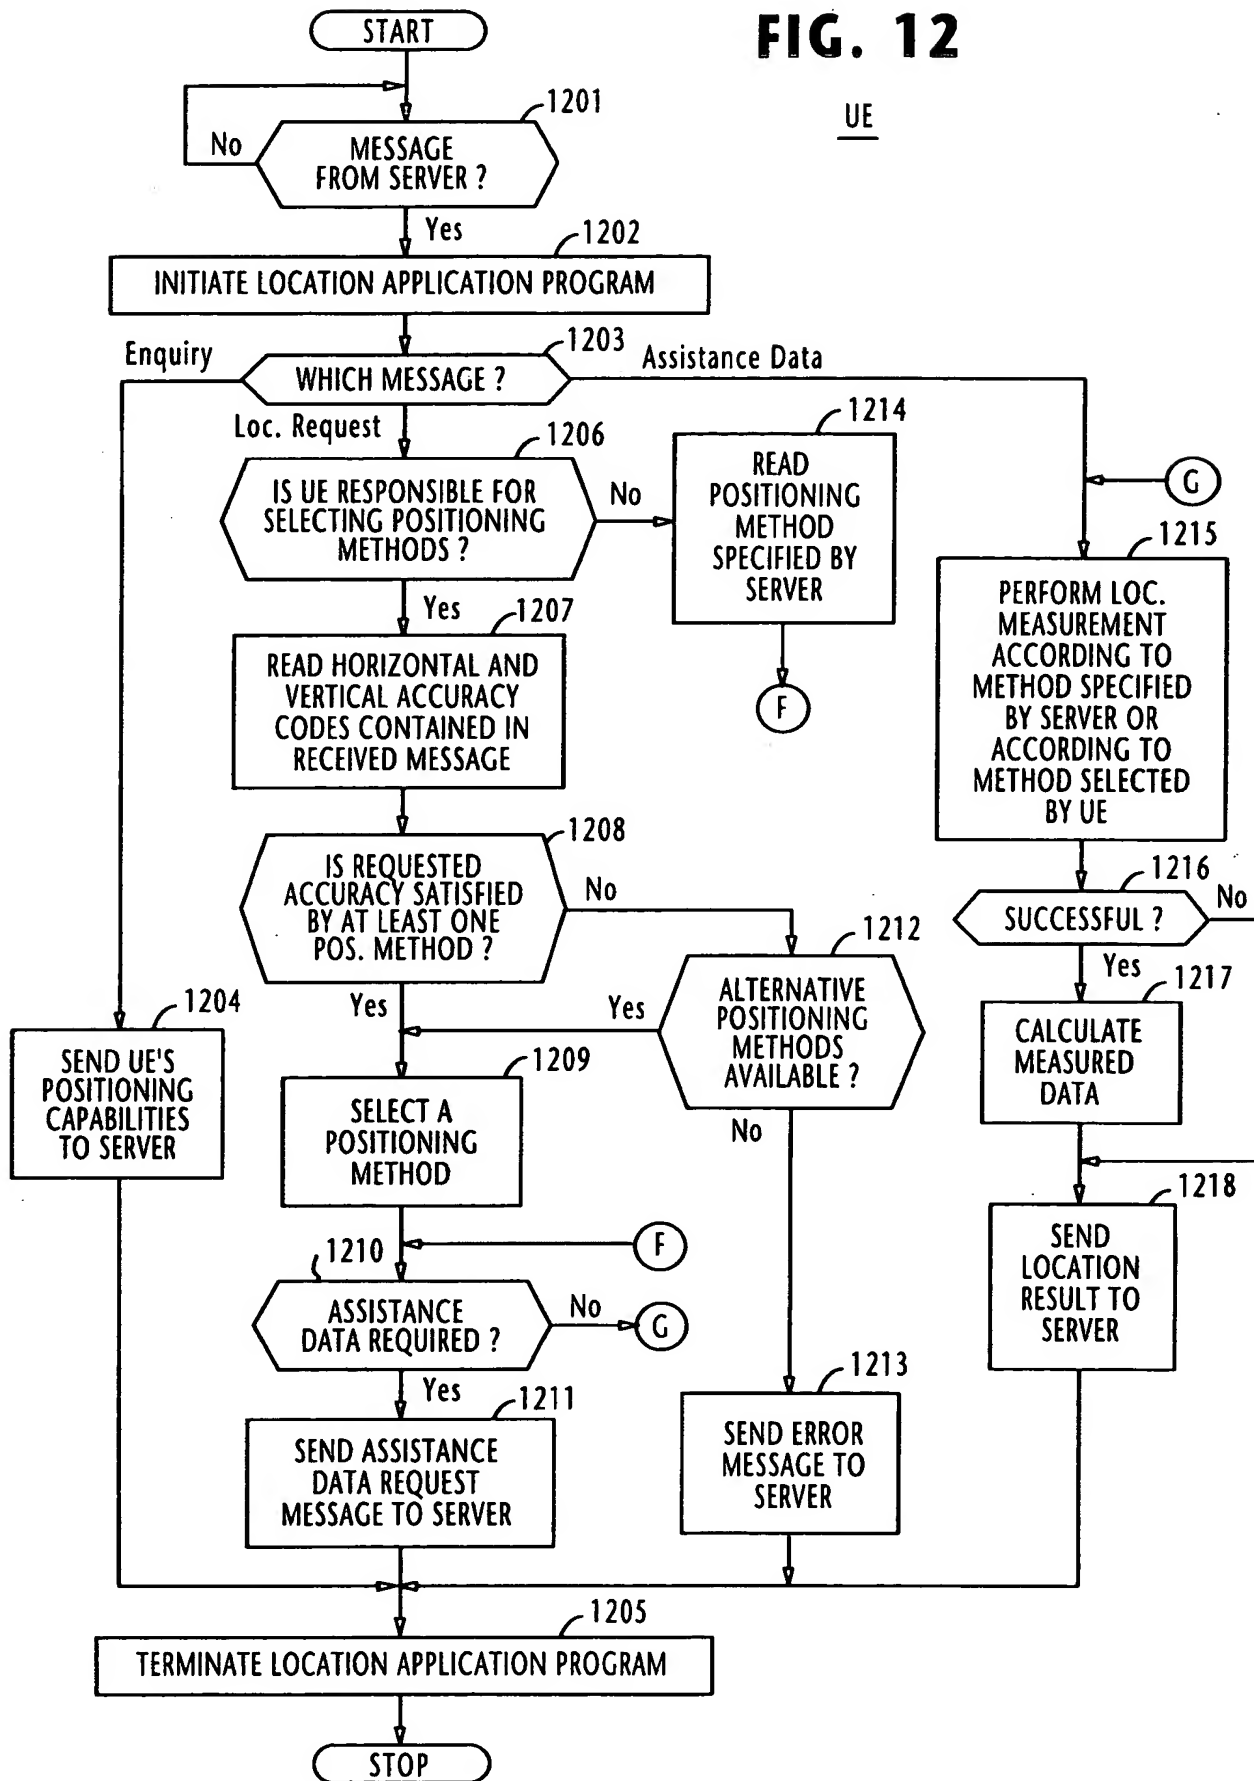 START
FIG. 12
UE
1201
No
MESSAGE
FROM SERVER ?
Yes
1202
INITIATE LOCATION APPLICATION PROGRAM
1203
Enquiry
WHICH MESSAGE ?
Assistance Data
Loc. Request
1206
IS UE RESPONSIBLE FOR
SELECTING POSITIONING
METHODS ?
No
1214
READ
POSITIONING
METHOD
SPECIFIED BY
SERVER
F
G
Yes
1207
READ HORIZONTAL AND
VERTICAL ACCURACY
CODES CONTAINED IN
RECEIVED MESSAGE
1215
PERFORM LOC.
MEASUREMENT
ACCORDING TO
METHOD SPECIFIED
BY SERVER OR
ACCORDING TO
METHOD SELECTED
BY UE
1208
IS REQUESTED
ACCURACY SATISFIED
BY AT LEAST ONE
POS. METHOD ?
No
1216
SUCCESSFUL ?
No
Yes
1212
ALTERNATIVE
POSITIONING
METHODS
AVAILABLE ?
Yes
Yes
No
1217
CALCULATE
MEASURED
DATA
1204
SEND UE'S
POSITIONING
CAPABILITIES
TO SERVER
1209
SELECT A
POSITIONING
METHOD
1218
SEND
LOCATION
RESULT TO
SERVER
F
1210
ASSISTANCE
DATA REQUIRED ?
No
G
Yes
1211
SEND ASSISTANCE
DATA REQUEST
MESSAGE TO SERVER
1213
SEND ERROR
MESSAGE TO
SERVER
1205
TERMINATE LOCATION APPLICATION PROGRAM
STOP